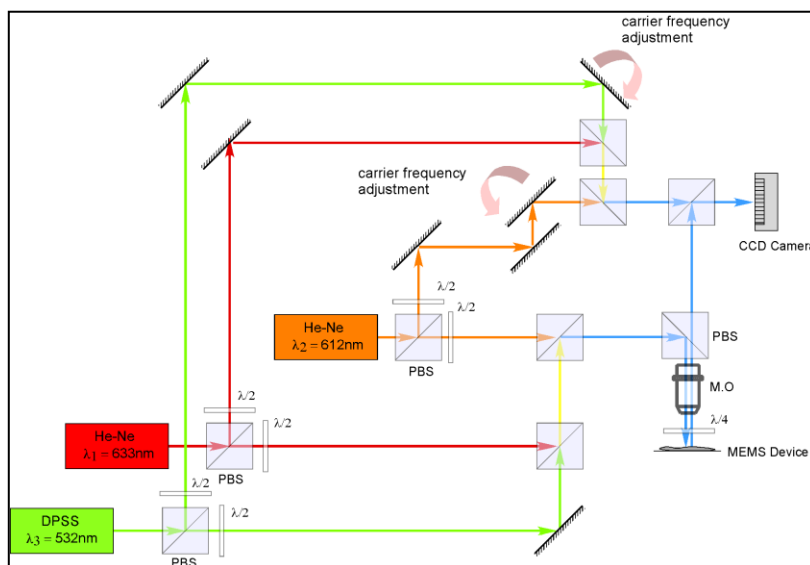 carrier frequency
adjustment
carrier frequency
adjustment
CCD Camera
λ/2
λ/2
He-Ne
λ2 = 612nm
PBS
PBS
M.O
λ/4
MEMS Device
λ/2
λ/2
He-Ne
λ1 = 633nm
PBS
λ/2
λ/2
DPSS
λ3 = 532nm
PBS